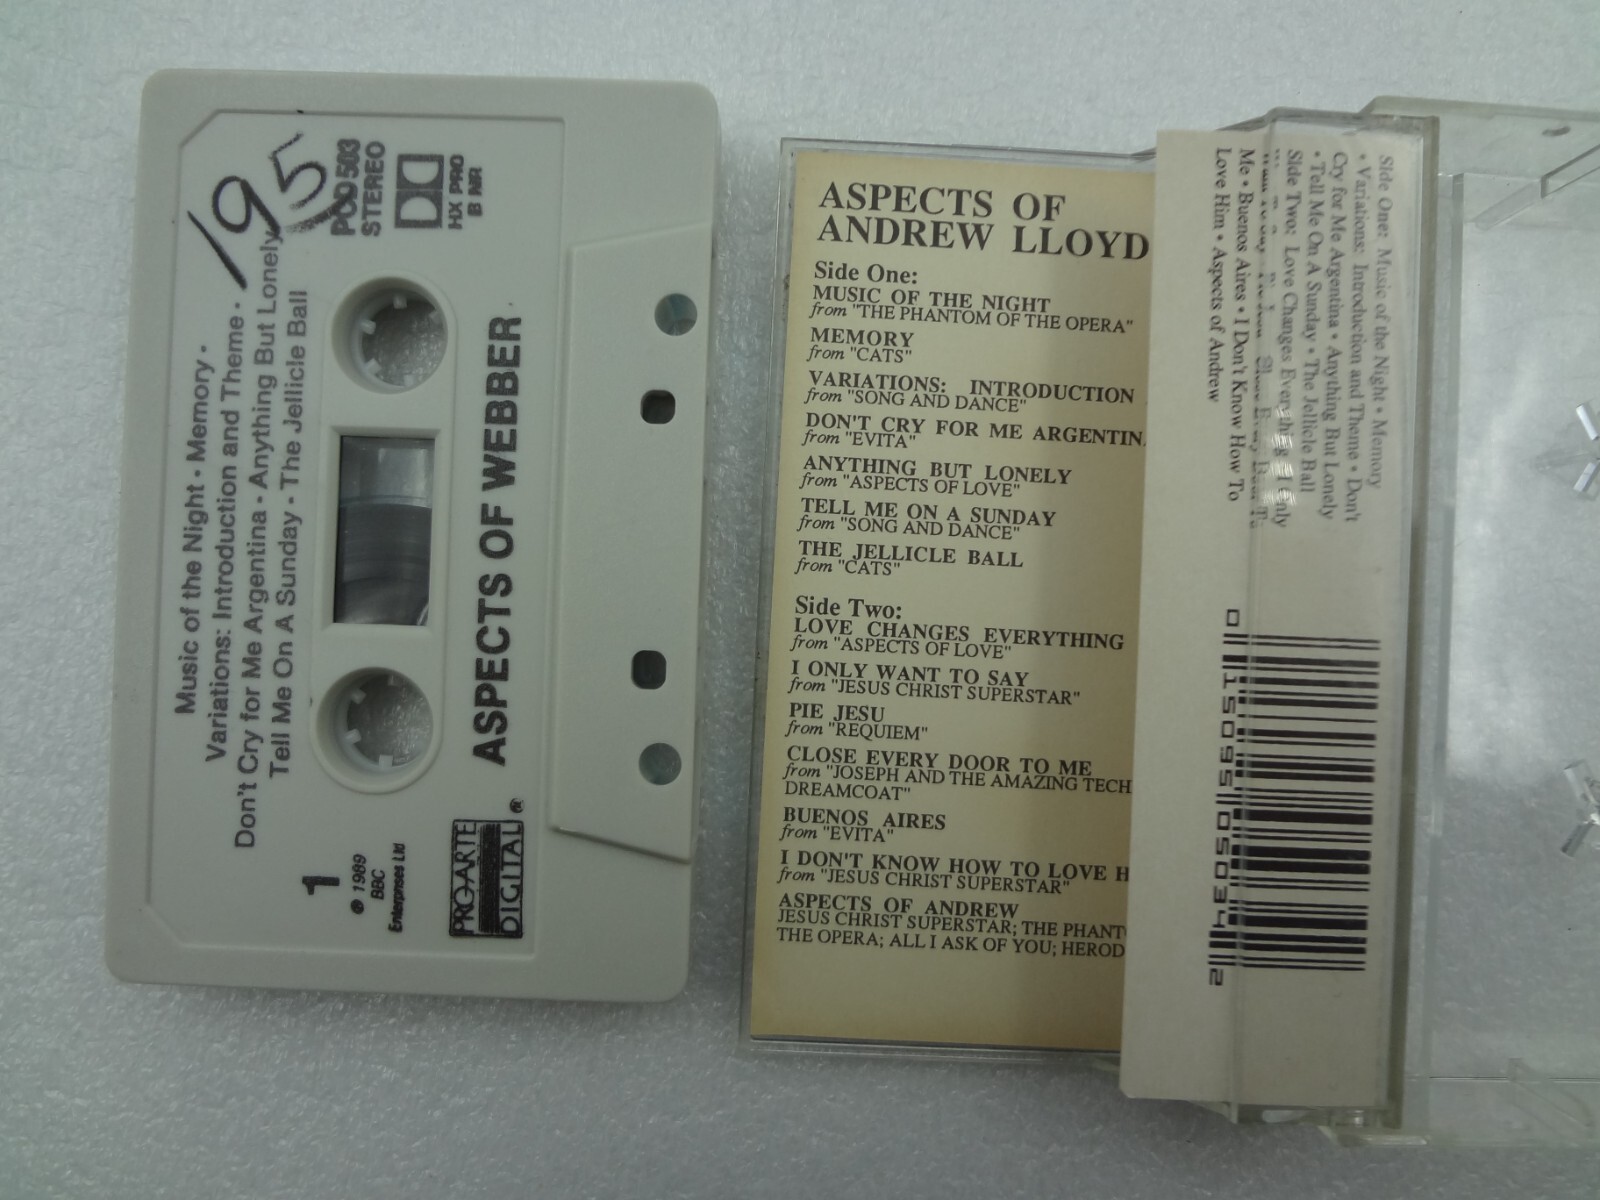 Music of the Night · Memory ·
Variations: Introduction and Theme ·
Don't Cry for Me Argentina · Anything But Lonely
Tell Me On A Sunday · The Jellicle Ball
195
STEREO
HX PRO
B NR
ASPECTS OF WEBBER
1
℗ 1989
BBC
Enterprises Ltd
PRO-ARTE
DIGITAL®
ASPECTS OF
ANDREW LLOYD
Side One:
MUSIC OF THE NIGHT
from "THE PHANTOM OF THE OPERA"
MEMORY
from "CATS"
VARIATIONS: INTRODUCTION
from "SONG AND DANCE"
DON'T CRY FOR ME ARGENTIN
from "EVITA"
ANYTHING BUT LONELY
from "ASPECTS OF LOVE"
TELL ME ON A SUNDAY
from "SONG AND DANCE"
THE JELLICLE BALL
from "CATS"
Side Two:
LOVE CHANGES EVERYTHING
from "ASPECTS OF LOVE"
I ONLY WANT TO SAY
from "JESUS CHRIST SUPERSTAR"
PIE JESU
from "REQUIEM"
CLOSE EVERY DOOR TO ME
from "JOSEPH AND THE AMAZING TECH
DREAMCOAT"
BUENOS AIRES
from "EVITA"
I DON'T KNOW HOW TO LOVE H
from "JESUS CHRIST SUPERSTAR"
ASPECTS OF ANDREW
JESUS CHRIST SUPERSTAR; THE PHANT
THE OPERA; ALL I ASK OF YOU; HEROD
Side One: Music of the Night • Memory
• Variations: Introduction and Theme • Don't
Cry for Me Argentina • Anything But Lonely
• Tell Me On A Sunday • The Jellicle Ball
Side Two: Love Changes Everything • I Only
Me • Buenos Aires • I Don't Know How To
Love Him • Aspects of Andrew
0 15095 05034 2